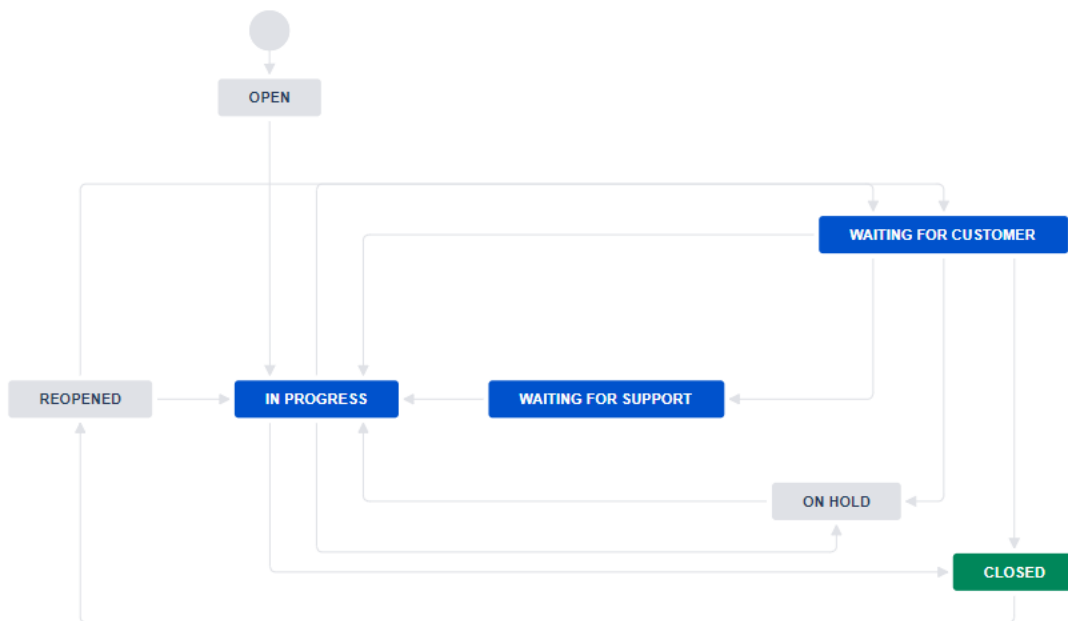 OPEN
WAITING FOR CUSTOMER
REOPENED
IN PROGRESS
WAITING FOR SUPPORT
ON HOLD
CLOSED